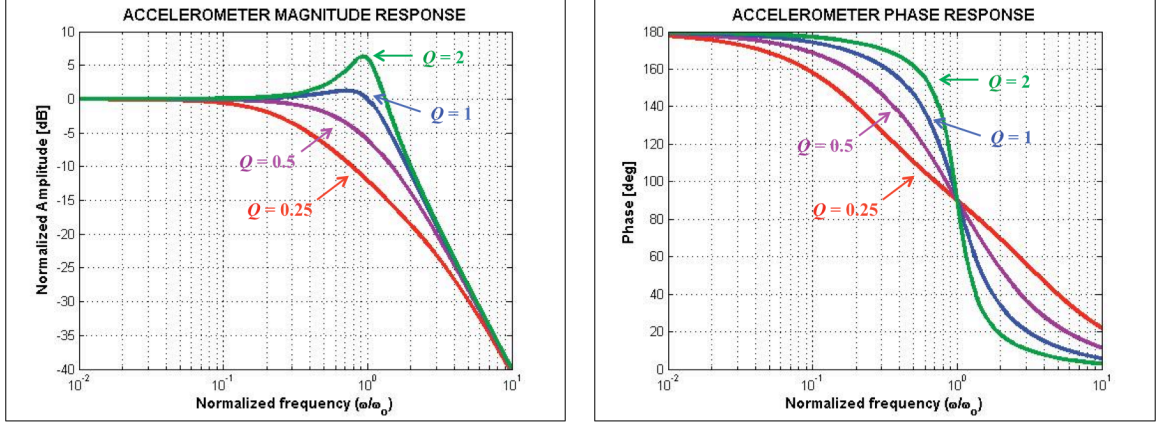 ACCELEROMETER MAGNITUDE RESPONSE
Normalized Amplitude [dB]
10
5
0
-5
-10
-15
-20
-25
-30
-35
-40
Q = 2
Q = 1
Q = 0.5
Q = 0.25
10^-2
10^-1
10^0
10^1
Normalized frequency (ω/ω_o)
ACCELEROMETER PHASE RESPONSE
Phase [deg]
180
160
140
120
100
80
60
40
20
0
Q = 2
Q = 1
Q = 0.5
Q = 0.25
10^-2
10^-1
10^0
10^1
Normalized frequency (ω/ω_o)